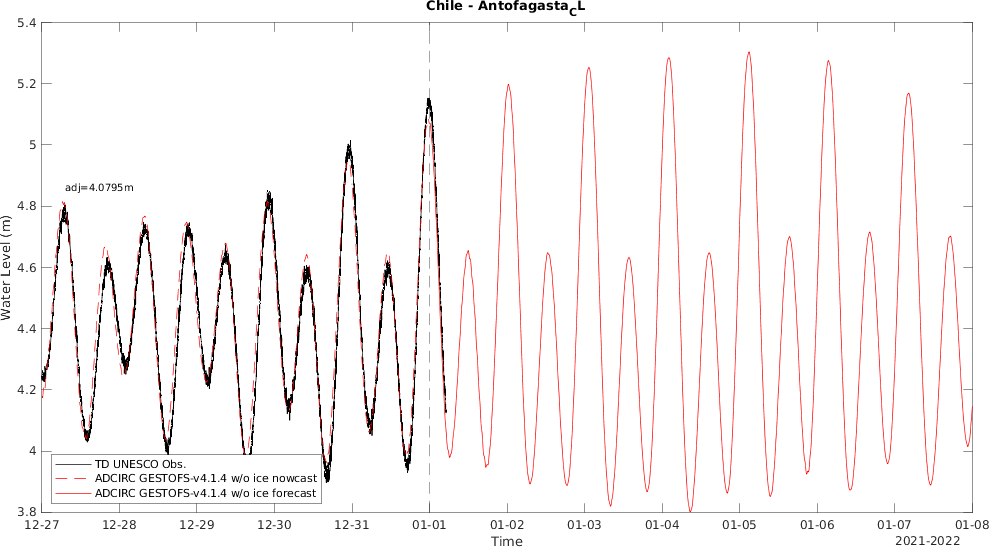 Chile - Antofagasta_CL
5.4
5.2
5
4.8
4.6
4.4
4.2
4
3.8
Water Level (m)
adj=4.0795m
TD UNESCO Obs.
ADCIRC GESTOFS-v4.1.4 w/o ice nowcast
ADCIRC GESTOFS-v4.1.4 w/o ice forecast
12-27 12-28 12-29 12-30 12-31 01-01 01-02 01-03 01-04 01-05 01-06 01-07 01-08
Time
2021-2022